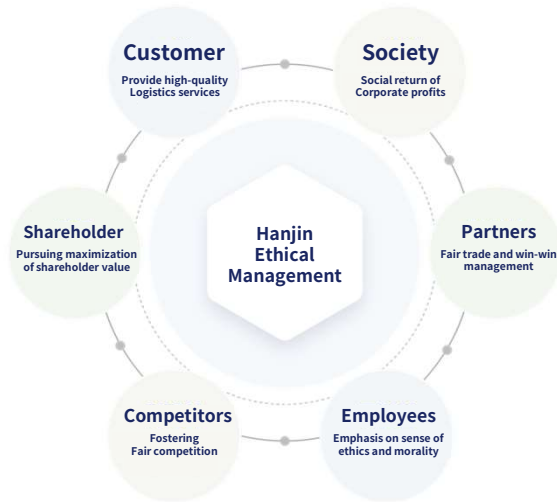 Customer
Provide high-quality
Logistics services
Society
Social return of
Corporate profits
Shareholder
Pursuing maximization
of shareholder value
Hanjin
Ethical
Management
Partners
Fair trade and win-win
management
Competitors
Fostering
Fair competition
Employees
Emphasis on sense of
ethics and morality